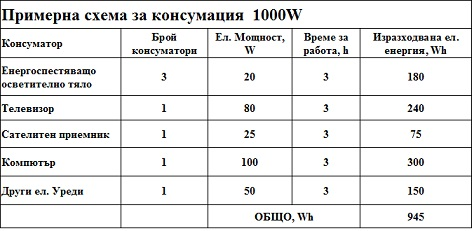 Примерна схема за консумация 1000W
Консуматор Брой консуматори Ел. Мощност, W Време за работа, h Изразходвана ел. енергия, Wh
Енергоспестяващо осветително тяло 3 20 3 180
Телевизор 1 80 3 240
Сателитен приемник 1 25 3 75
Компютър 1 100 3 300
Други ел. Уреди 1 50 3 150
ОБЩО, Wh 945